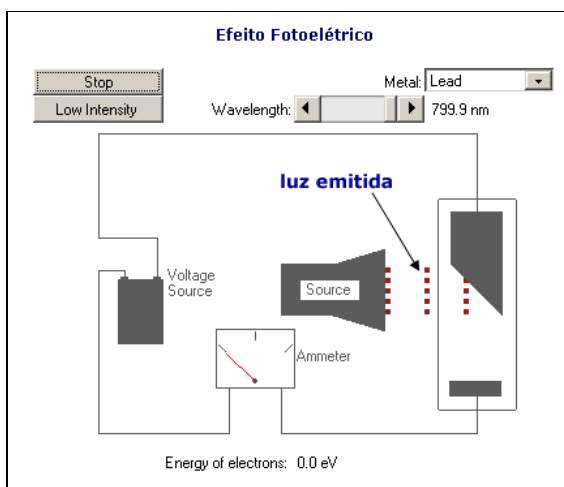 Efeito Fotoelétrico
Stop
Metal: Lead
Low Intensity
Wavelength: 799.9 nm
luz emitida
Voltage
Source
Source
Ammeter
Energy of electrons: 0.0 eV